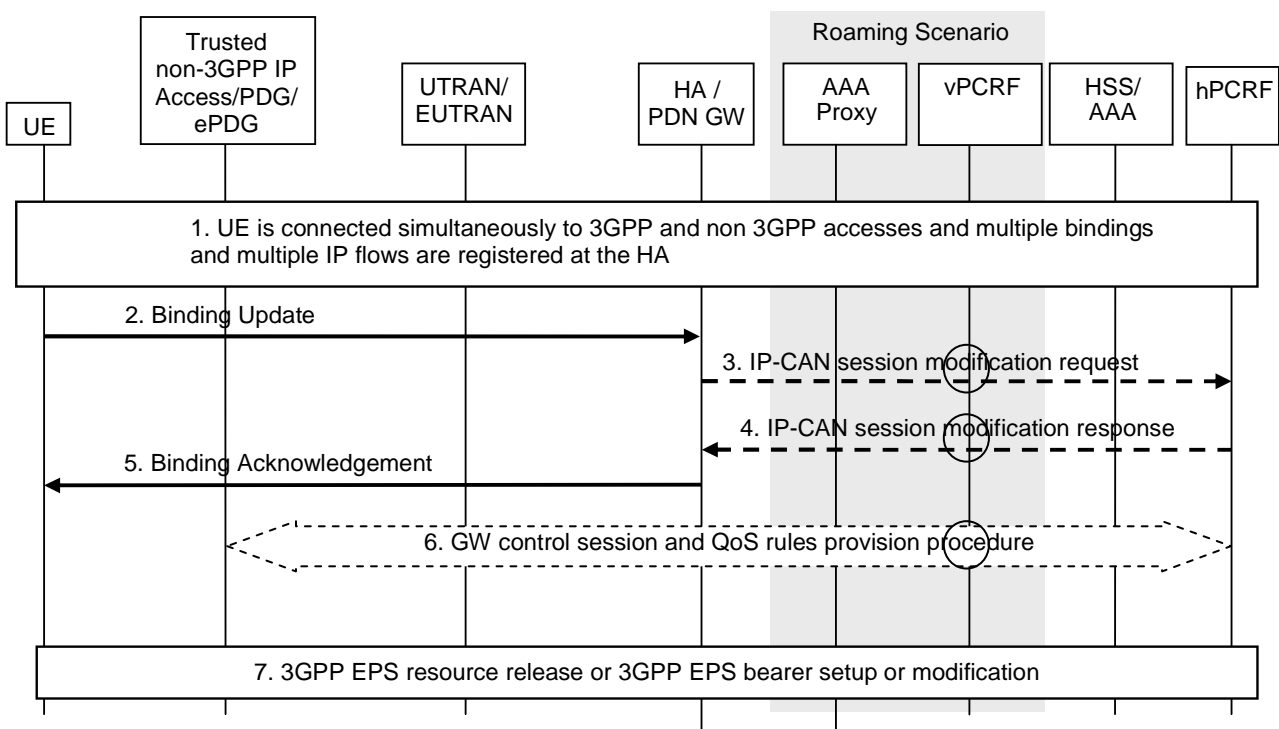 Roaming Scenario
UE
Trusted
non-3GPP IP
Access/PDG/
ePDG
UTRAN/
EUTRAN
HA /
PDN GW
AAA
Proxy
vPCRF
HSS/
AAA
hPCRF
1. UE is connected simultaneously to 3GPP and non 3GPP accesses and multiple bindings
and multiple IP flows are registered at the HA
2. Binding Update
3. IP-CAN session modification request
4. IP-CAN session modification response
5. Binding Acknowledgement
6. GW control session and QoS rules provision procedure
7. 3GPP EPS resource release or 3GPP EPS bearer setup or modification